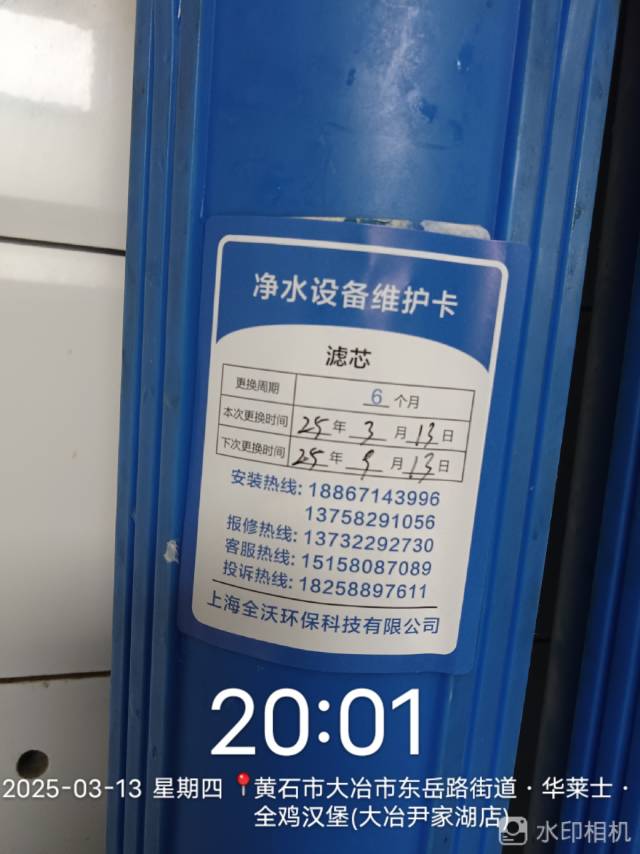 净水设备维护卡
滤芯
更换周期 6 个月
本次更换时间 25年 3 月 13 日
下次更换时间 25年 9 月 13 日
安装热线: 18867143996
13758291056
报修热线: 13732292730
客服热线: 15158087089
投诉热线: 18258897611
上海全沃环保科技有限公司
20:01
2025-03-13 星期四 黄石市大冶市东岳路街道·华莱士·
全鸡汉堡(大冶尹家湖店)
水印相机